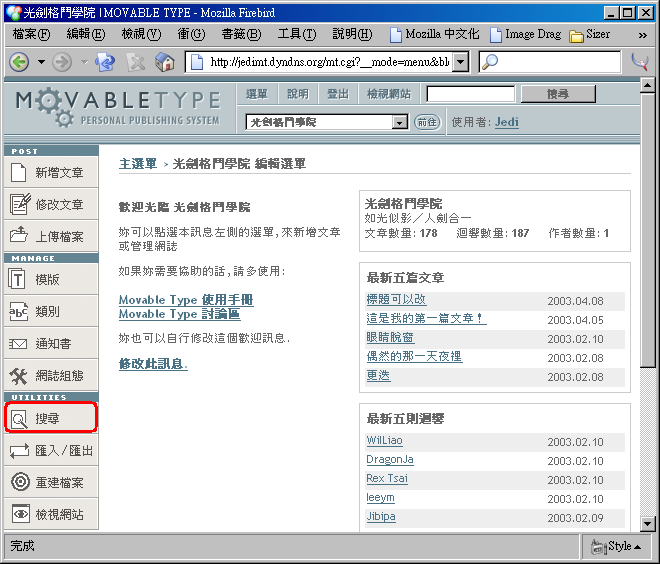 光劍格鬥學院 | MOVABLE TYPE - Mozilla Firebird
檔案(F) 編輯(E) 檢視(V) 衝(G) 書籤(B) 工具(T) 說明(H) Mozilla 中文化 Image Drag Sizer »
http://jedimt.dyndns.org/mt.cgi?__mode=menu&bl
MOVABLETYPE
PERSONAL PUBLISHING SYSTEM
選單 說明 登出 檢視網站 搜尋
光劍格鬥學院 前往 使用者: Jedi
POST
新增文章
修改文章
上傳檔案
MANAGE
模版
類別
通知書
網誌組態
UTILITIES
搜尋
匯入/匯出
重建檔案
檢視網站
主選單 > 光劍格鬥學院 編輯選單
歡迎光臨 光劍格鬥學院
妳可以點選本訊息左側的選單,來新增文章
或管理網誌
如果妳需要協助的話,請多使用:
Movable Type 使用手冊
Movable Type 討論區
妳也可以自行修改這個歡迎訊息.
修改此訊息.
光劍格鬥學院
如光似影／人劍合一
文章數量: 178 迴響數量: 187 作者數量: 1
最新五篇文章
標題可以改 2003.04.08
這是我的第一篇文章！ 2003.04.05
眼睛脫窗 2003.02.10
偶然的那一天夜裡 2003.02.08
更迭 2003.02.08
最新五則迴響
WilLiao 2003.02.10
DragonJa 2003.02.10
Rex Tsai 2003.02.10
leeym 2003.02.10
Jibipa 2003.02.09
完成 Style